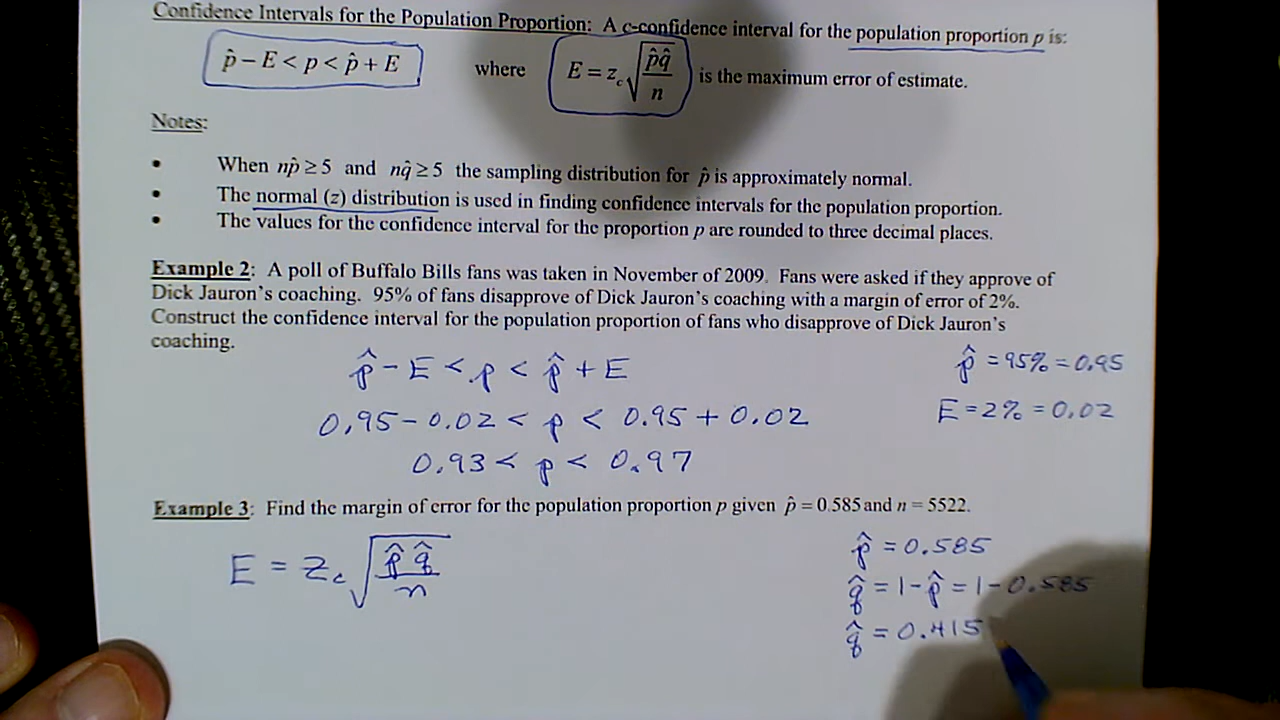 Confidence Intervals for the Population Proportion: A c-confidence interval for the population proportion p is:
p̂ − E < p < p̂ + E where E = z_c √(p̂q̂/n) is the maximum error of estimate.
Notes:
• When np̂ ≥ 5 and nq̂ ≥ 5 the sampling distribution for p̂ is approximately normal.
• The normal (z) distribution is used in finding confidence intervals for the population proportion.
• The values for the confidence interval for the proportion p are rounded to three decimal places.
Example 2: A poll of Buffalo Bills fans was taken in November of 2009. Fans were asked if they approve of
Dick Jauron's coaching. 95% of fans disapprove of Dick Jauron's coaching with a margin of error of 2%.
Construct the confidence interval for the population proportion of fans who disapprove of Dick Jauron's
coaching.
p̂ − E < p < p̂ + E
p̂ = 95% = 0.95
0.95 − 0.02 < p < 0.95 + 0.02
E = 2% = 0.02
0.93 < p < 0.97
Example 3: Find the margin of error for the population proportion p given p̂ = 0.585 and n = 5522.
E = z_c √(p̂q̂/n)
p̂ = 0.585
q̂ = 1 − p̂ = 1 − 0.585
q̂ = 0.415